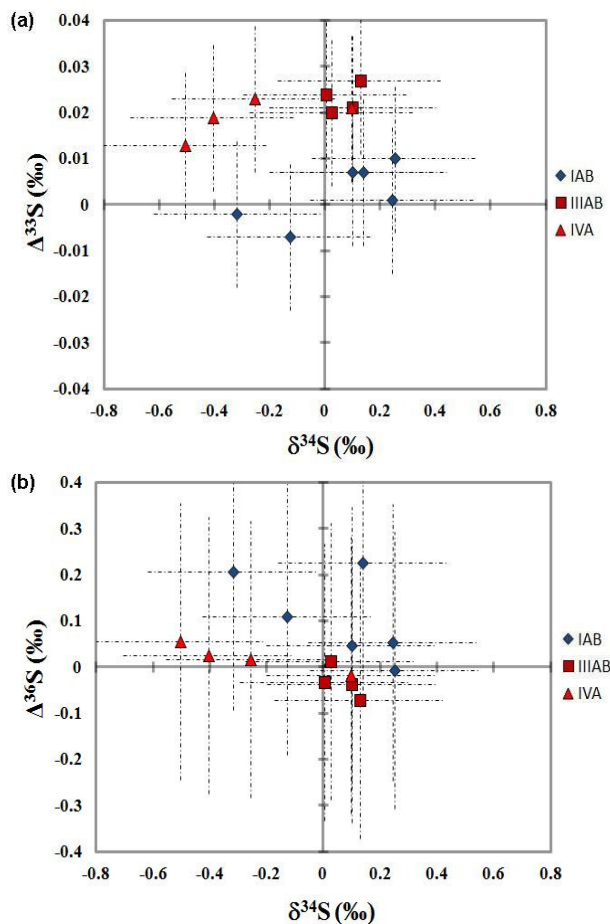 (a)
0.04
0.03
0.02
0.01
0
-0.01
-0.02
-0.03
-0.04
Δ³³S (‰)
-0.8 -0.6 -0.4 -0.2 0 0.2 0.4 0.6 0.8
δ³⁴S (‰)
IAB
IIIAB
IVA
(b)
0.4
0.3
0.2
0.1
0
-0.1
-0.2
-0.3
-0.4
Δ³⁶S (‰)
-0.8 -0.6 -0.4 -0.2 0 0.2 0.4 0.6 0.8
δ³⁴S (‰)
IAB
IIIAB
IVA